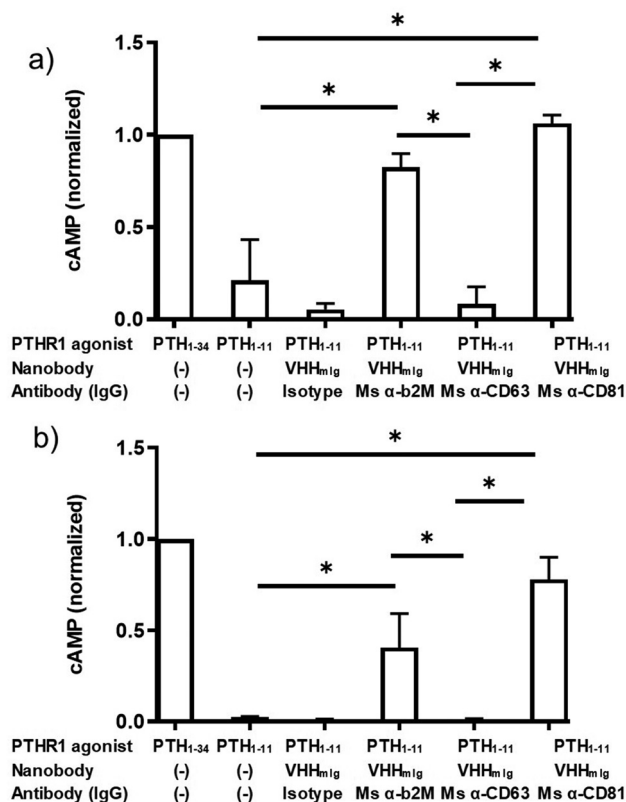 a)
*
*
*
*
1.5
1.0
0.5
0.0
cAMP (normalized)
PTHR1 agonist PTH1-34 PTH1-11 PTH1-11 PTH1-11 PTH1-11 PTH1-11
Nanobody (-) (-) VHHmIg VHHmIg VHHmIg VHHmIg
Antibody (IgG) (-) (-) Isotype Ms α-b2M Ms α-CD63 Ms α-CD81
b)
*
*
*
*
1.5
1.0
0.5
0.0
cAMP (normalized)
PTHR1 agonist PTH1-34 PTH1-11 PTH1-11 PTH1-11 PTH1-11 PTH1-11
Nanobody (-) (-) VHHmIg VHHmIg VHHmIg VHHmIg
Antibody (IgG) (-) (-) Isotype Ms α-b2M Ms α-CD63 Ms α-CD81